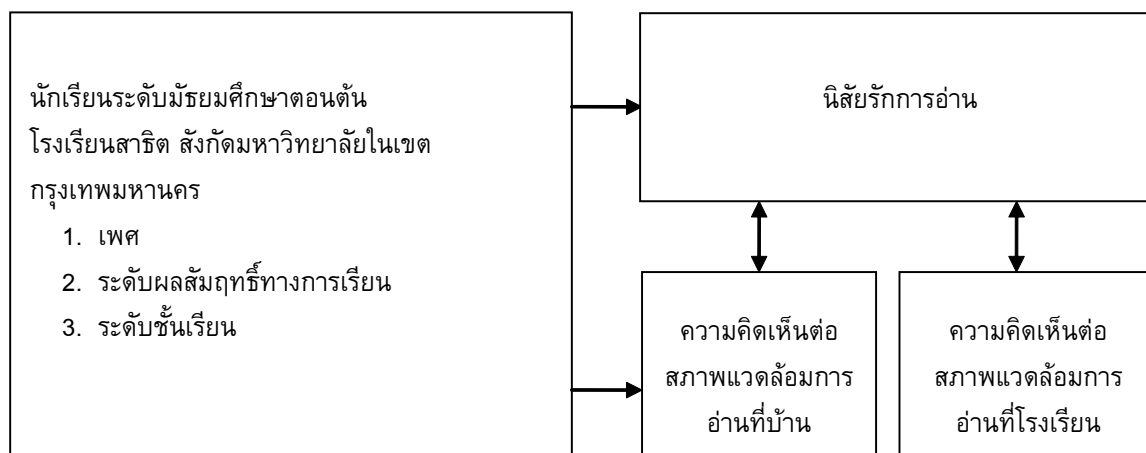 นักเรียนระดับมัธยมศึกษาตอนต้น
โรงเรียนสาธิต สังกัดมหาวิทยาลัยในเขต
กรุงเทพมหานคร
1. เพศ
2. ระดับผลสัมฤทธิ์ทางการเรียน
3. ระดับชั้นเรียน
นิสัยรักการอ่าน
ความคิดเห็นต่อ
สภาพแวดล้อมการ
อ่านที่บ้าน
ความคิดเห็นต่อ
สภาพแวดล้อมการ
อ่านที่โรงเรียน